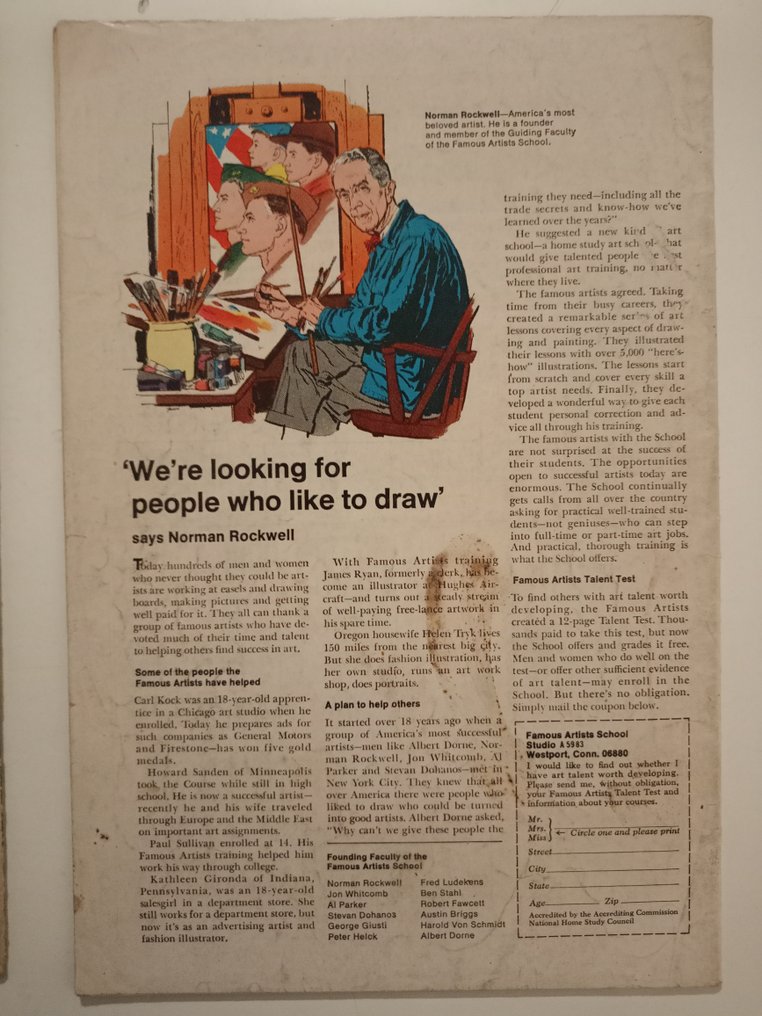 Norman Rockwell—America's most
beloved artist. He is a founder
and member of the Guiding Faculty
of the Famous Artists School.
'We're looking for
people who like to draw'
says Norman Rockwell
Today hundreds of men and women
who never thought they could be art-
ists are working at easels and drawing
boards, making pictures and getting
well paid for it. They all can thank a
group of famous artists who have de-
voted much of their time and talent
to helping others find success in art.
Some of the people the
Famous Artists have helped
Carl Kock was an 18-year-old appren-
tice in a Chicago art studio when he
enrolled. Today he prepares ads for
such companies as General Motors
and Firestone—has won five gold
medals.
Howard Sanden of Minneapolis
took the Course while still in high
school. He is now a successful artist—
recently he and his wife traveled
through Europe and the Middle East
on important art assignments.
Paul Sullivan enrolled at 14. His
Famous Artists training helped him
work his way through college.
Kathleen Gironda of Indiana,
Pennsylvania, was an 18-year-old
salesgirl in a department store. She
still works for a department store, but
now it's as an advertising artist and
fashion illustrator.
With Famous Artists training
James Ryan, formerly a clerk, has be-
come an illustrator at Hughes Air-
craft—and turns out a steady stream
of well-paying free-lance artwork in
his spare time.
Oregon housewife Helen Tryk lives
150 miles from the nearest big city.
But she does fashion illustration, has
her own studio, runs an art work
shop, does portraits.
A plan to help others
It started over 18 years ago when a
group of America's most successful
artists—men like Albert Dorne, Nor-
man Rockwell, Jon Whitcomb, Al
Parker and Stevan Dohanos—met in
New York City. They knew that all
over America there were people who
liked to draw who could be turned
into good artists. Albert Dorne asked,
"Why can't we give these people the
Founding Faculty of the
Famous Artists School
Norman Rockwell
Jon Whitcomb
Al Parker
Stevan Dohanos
George Giusti
Peter Helck
Fred Ludekens
Ben Stahl
Robert Fawcett
Austin Briggs
Harold Von Schmidt
Albert Dorne
training they need—including all the
trade secrets and know-how we've
learned over the years?"
He suggested a new kind art
school—a home study art
would give talented people
professional art training, no matter
where they live.
The famous artists agreed. Taking
time from their busy careers, they
created a remarkable series of art
lessons covering every aspect of draw-
ing and painting. They illustrated
their lessons with over 5,000 "here's-
how" illustrations. The lessons start
from scratch and cover every skill a
top artist needs. Finally, they de-
veloped a wonderful way to give each
student personal correction and ad-
vice all through his training.
The famous artists with the School
are not surprised at the success of
their students. The opportunities
open to successful artists today are
enormous. The School continually
gets calls from all over the country
asking for practical well-trained stu-
dents—not geniuses—who can step
into full-time or part-time art jobs.
And practical, thorough training is
what the School offers.
Famous Artists Talent Test
To find others with art talent worth
developing, the Famous Artists
created a 12-page Talent Test. Thou-
sands paid to take this test, but now
the School offers and grades it free.
Men and women who do well on the
test—or offer other sufficient evidence
of art talent—may enroll in the
School. But there's no obligation.
Simply mail the coupon below.
Famous Artists School
Studio A5983
Westport, Conn. 06880
I would like to find out whether I
have art talent worth developing.
Please send me, without obligation,
your Famous Artists Talent Test and
information about your courses.
Mr.
Mrs.
Miss
← Circle one and please print
Street
City
State
Age Zip
Accredited by the Accrediting Commission
National Home Study Council